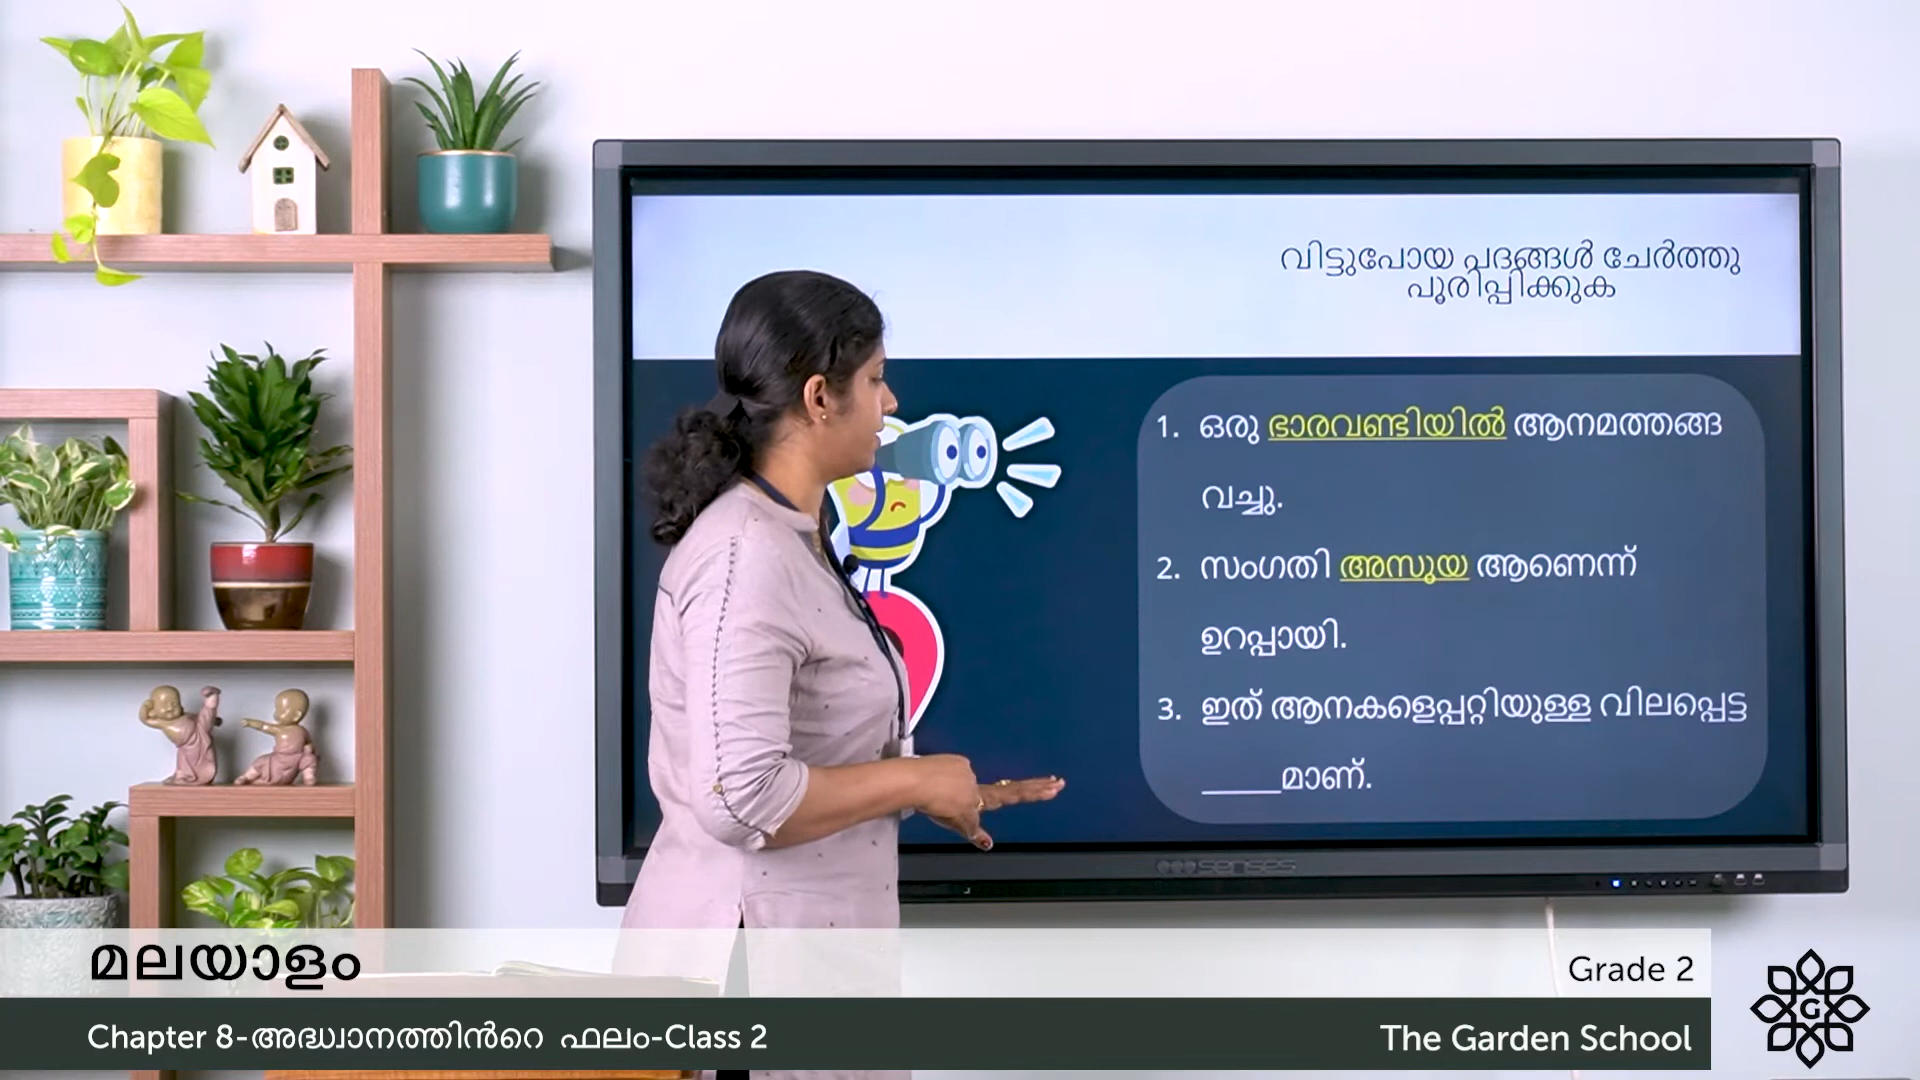 വിട്ടുപോയ പദങ്ങൾ ചേർത്തു
പൂരിപ്പിക്കുക
1. ഒരു ഭാരവണ്ടിയിൽ ആനമത്തങ്ങ
വച്ചു.
2. സംഗതി അസൂയ ആണെന്ന്
ഉറപ്പായി.
3. ഇത് ആനകളെപ്പറ്റിയുള്ള വിലപ്പെട്ട
_____മാണ്.
senses
മലയാളം
Grade 2
Chapter 8-അദ്ധ്വാനത്തിൻറെ ഫലം-Class 2
The Garden School
G